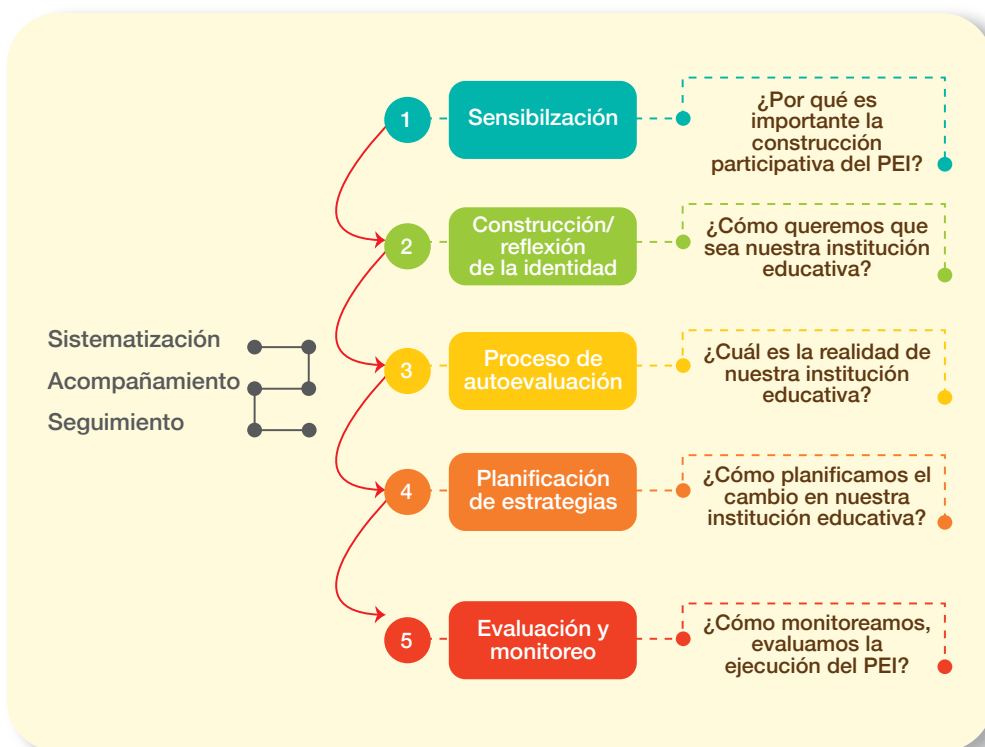 1
Sensibilzación
¿Por qué es
importante la
construcción
participativa del PEI?
2
Construcción/
reflexión
de la identidad
¿Cómo queremos que
sea nuestra institución
educativa?
Sistematización
Acompañamiento
Seguimiento
3
Proceso de
autoevaluación
¿Cuál es la realidad de
nuestra institución
educativa?
4
Planificación
de estrategias
¿Cómo planificamos el
cambio en nuestra
institución educativa?
5
Evaluación y
monitoreo
¿Cómo monitoreamos,
evaluamos la
ejecución del PEI?